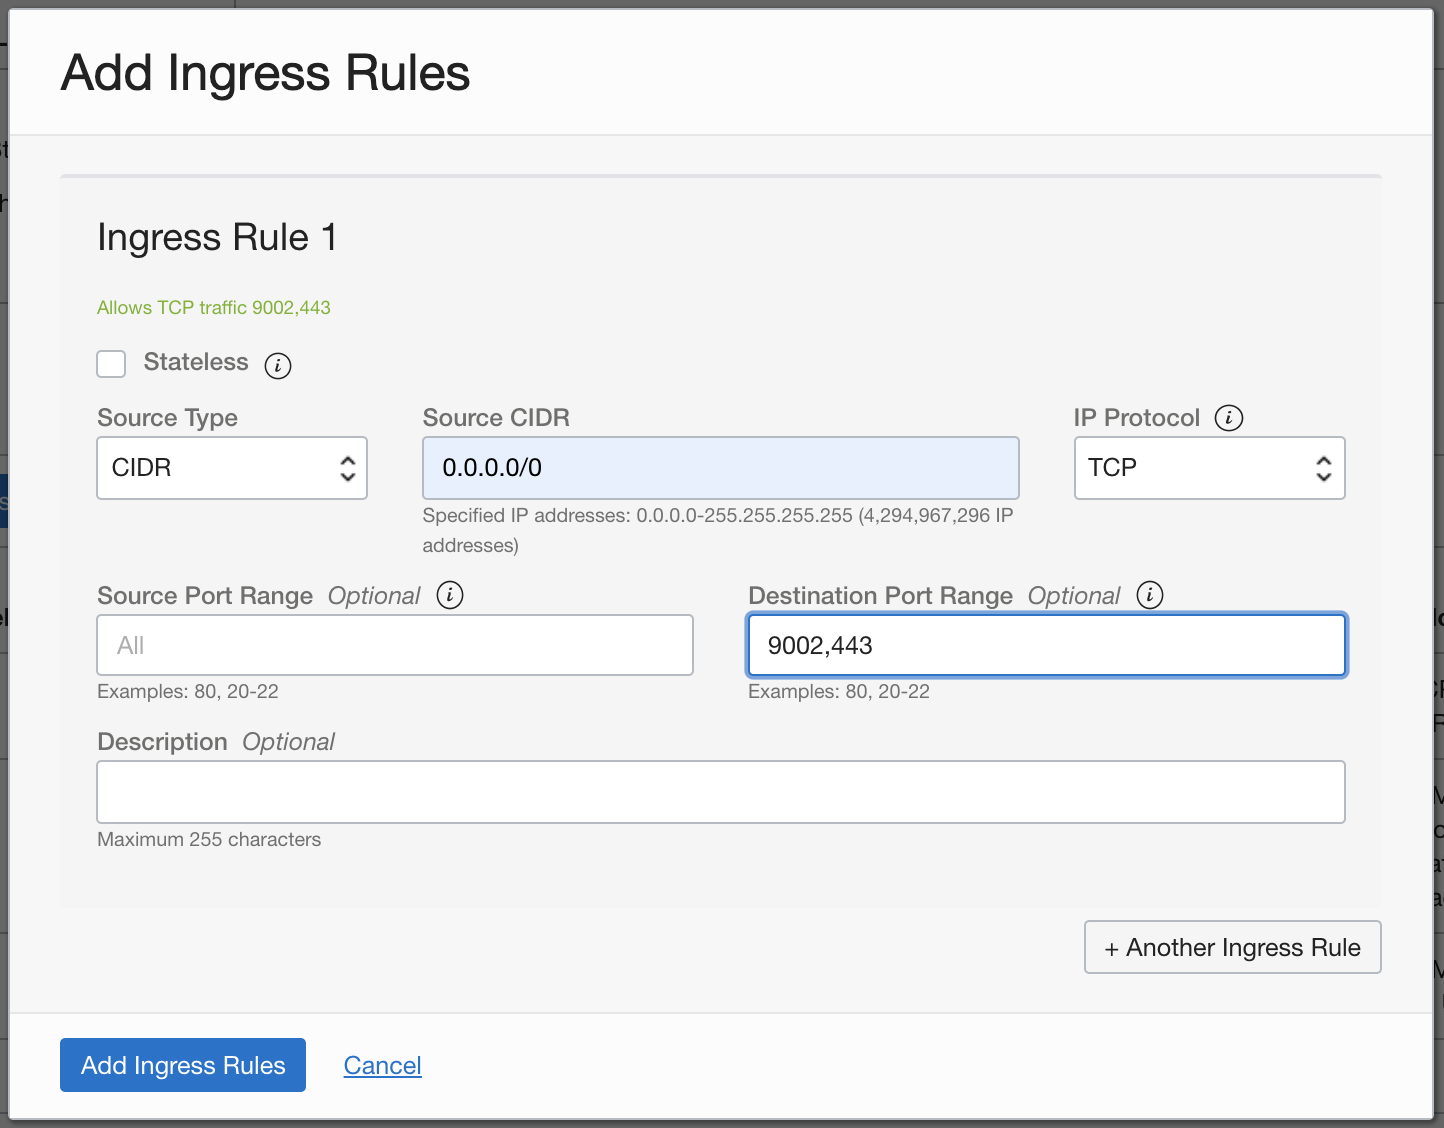 Add Ingress Rules
Ingress Rule 1
Allows TCP traffic 9002,443
Stateless i
Source Type
CIDR
Source CIDR
0.0.0.0/0
Specified IP addresses: 0.0.0.0-255.255.255.255 (4,294,967,296 IP
addresses)
IP Protocol i
TCP
Source Port Range Optional i
All
Examples: 80, 20-22
Destination Port Range Optional i
9002,443
Examples: 80, 20-22
Description Optional
Maximum 255 characters
+ Another Ingress Rule
Add Ingress Rules
Cancel